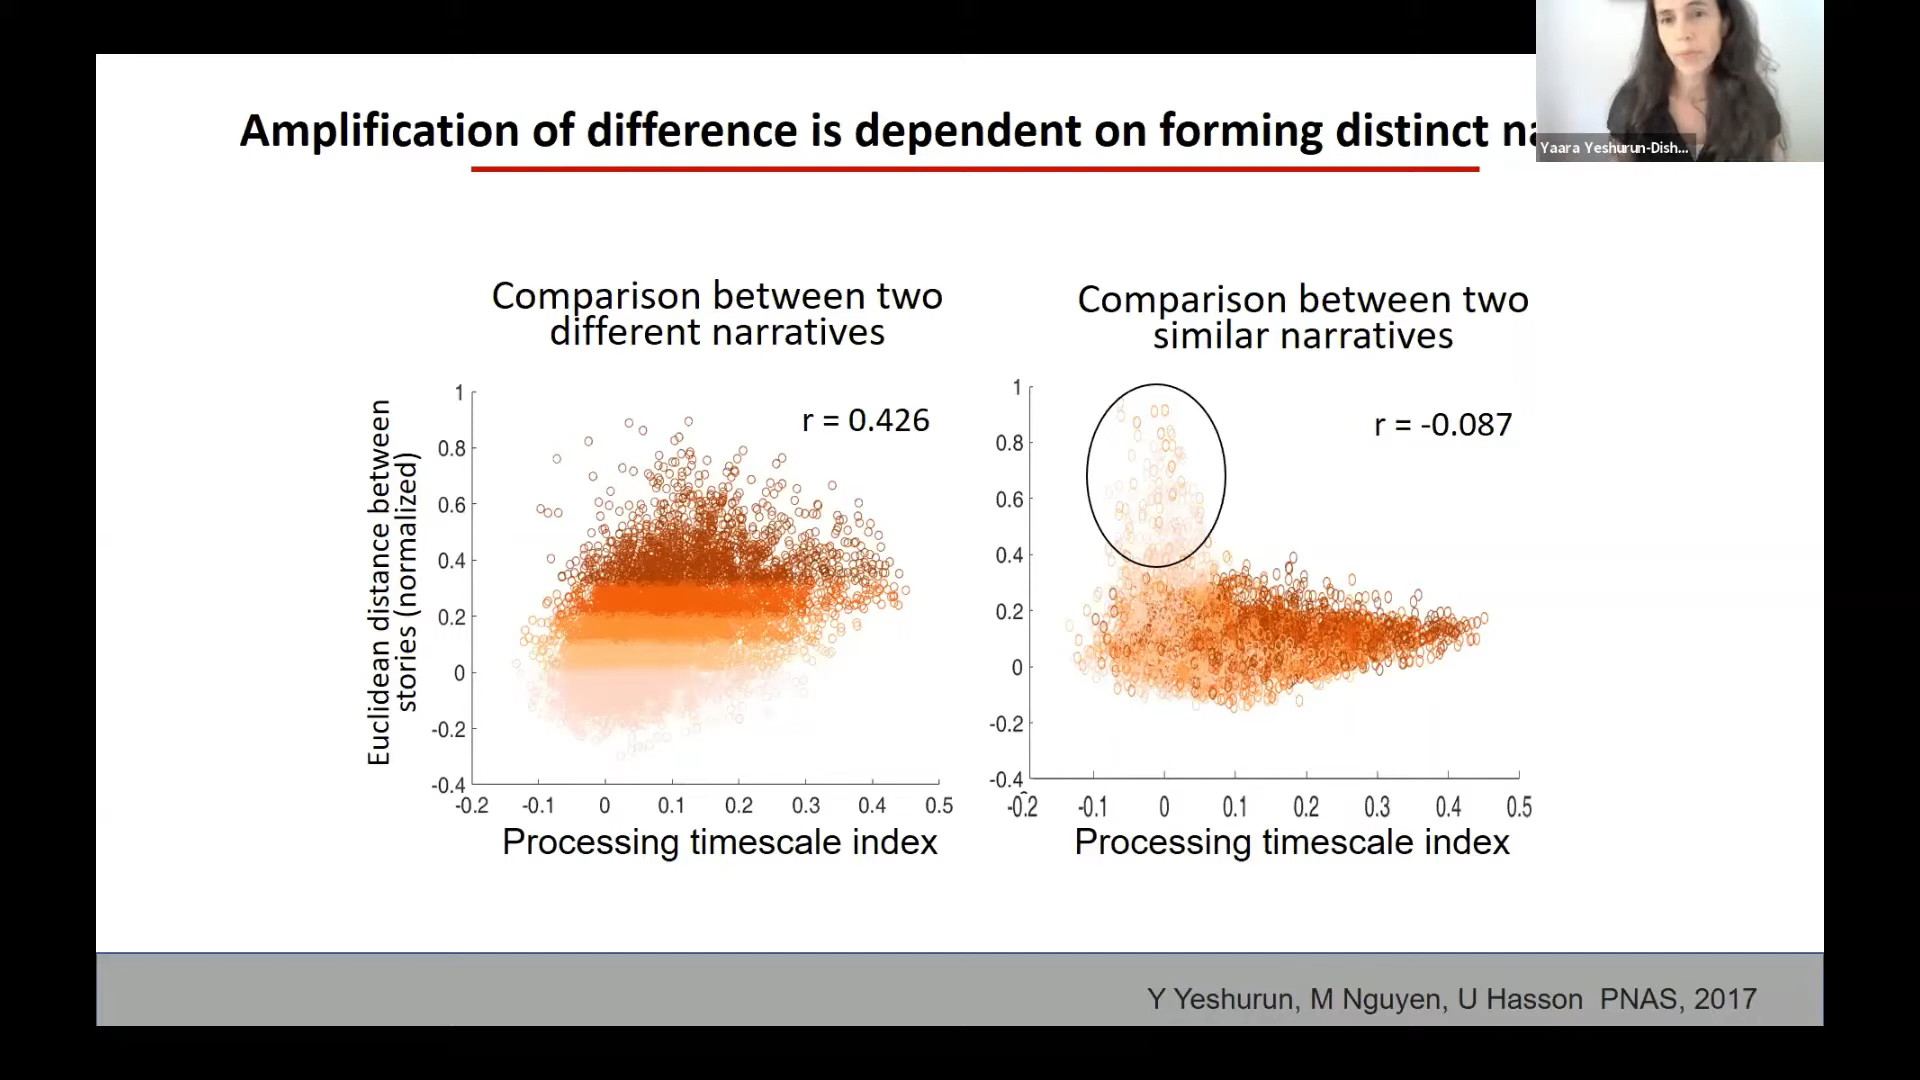 Amplification of difference is dependent on forming distinct
Yaara Yeshurun-Dish...
Comparison between two
different narratives
Comparison between two
similar narratives
r = 0.426
r = -0.087
Euclidean distance between
stories (normalized)
1
0.8
0.6
0.4
0.2
0
-0.2
-0.4
-0.2 -0.1 0 0.1 0.2 0.3 0.4 0.5
Processing timescale index
1
0.8
0.6
0.4
0.2
0
-0.2
-0.4
-0.2 -0.1 0 0.1 0.2 0.3 0.4 0.5
Processing timescale index
Y Yeshurun, M Nguyen, U Hasson PNAS, 2017